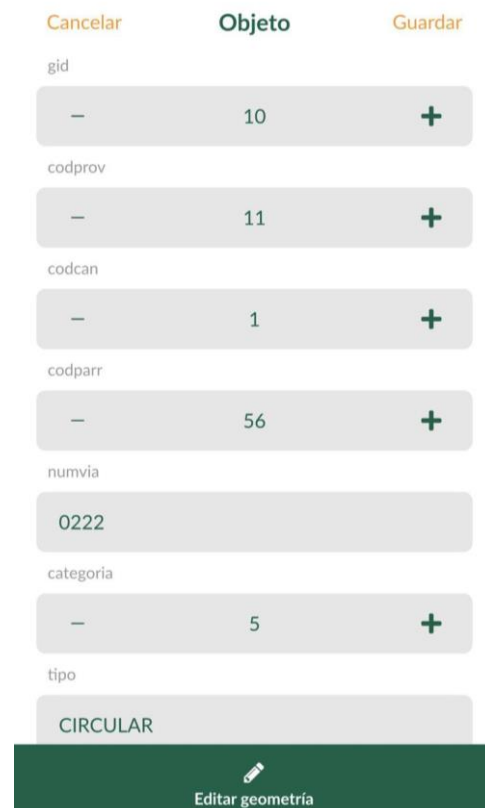 Cancelar Objeto Guardar
gid
– 10 +
codprov
– 11 +
codcan
– 1 +
codparr
– 56 +
numvia
0222
categoria
– 5 +
tipo
CIRCULAR
Editar geometría